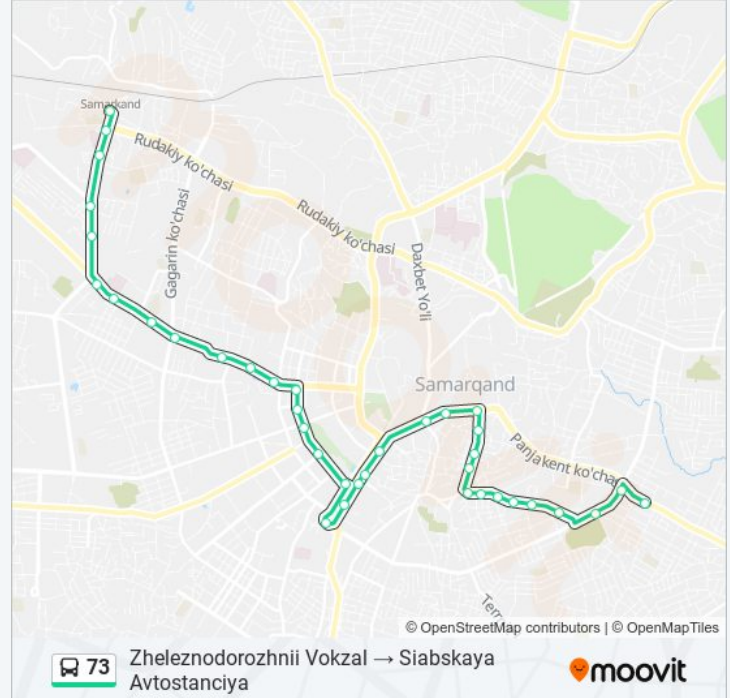 Samarkand
Rudakiy ko'chasi
Rudakiy ko'chasi
Gagarin ko'chasi
Daxbet Yo'li
Samarqand
Panjakent ko'cha
© OpenStreetMap contributors | © OpenMapTiles
73
Zheleznodorozhnii Vokzal → Siabskaya
Avtostanciya
moovit